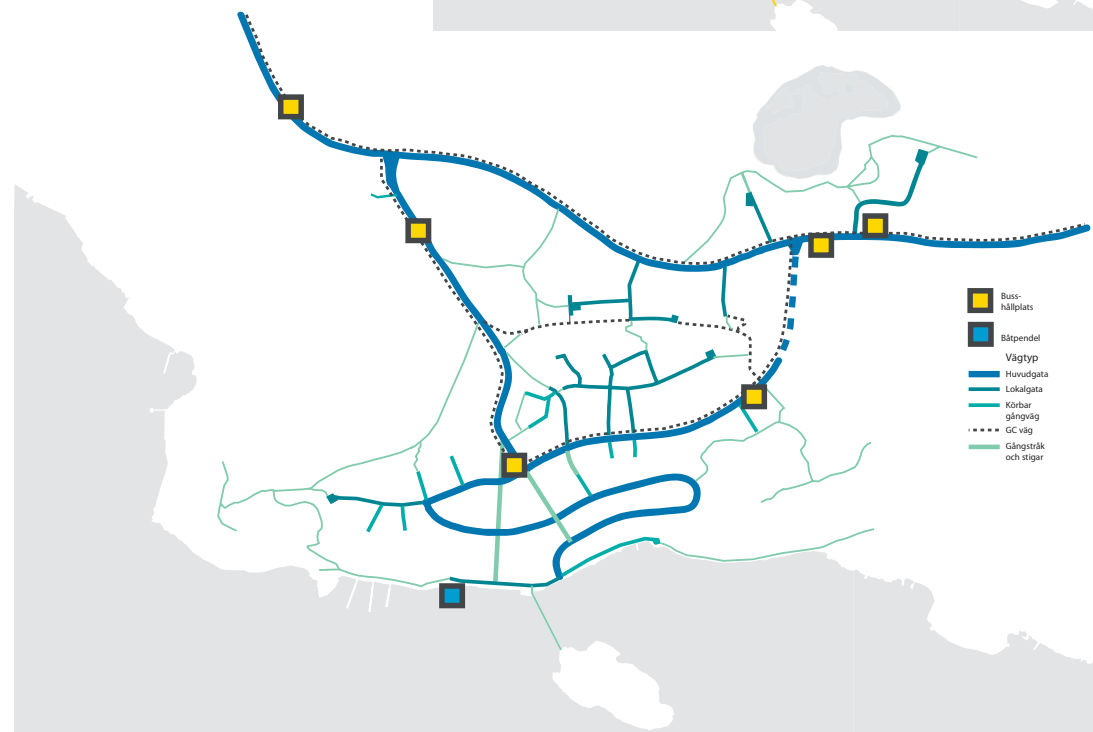 Buss-
hållplats
Båtpendel
Vägtyp
Huvudgata
Lokalgata
Körbar
gångväg
GC väg
Gångstråk
och stigar